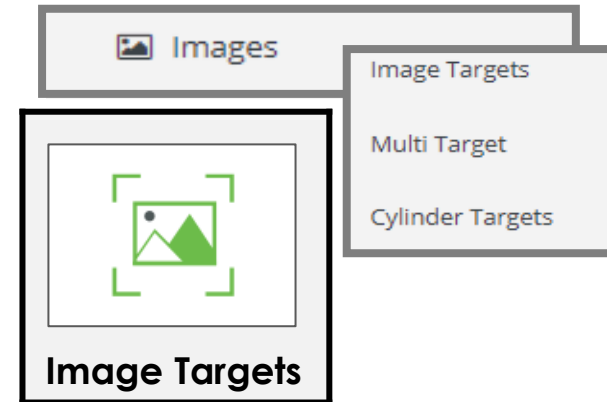 Images
Image Targets
Multi Target
Cylinder Targets
Image Targets